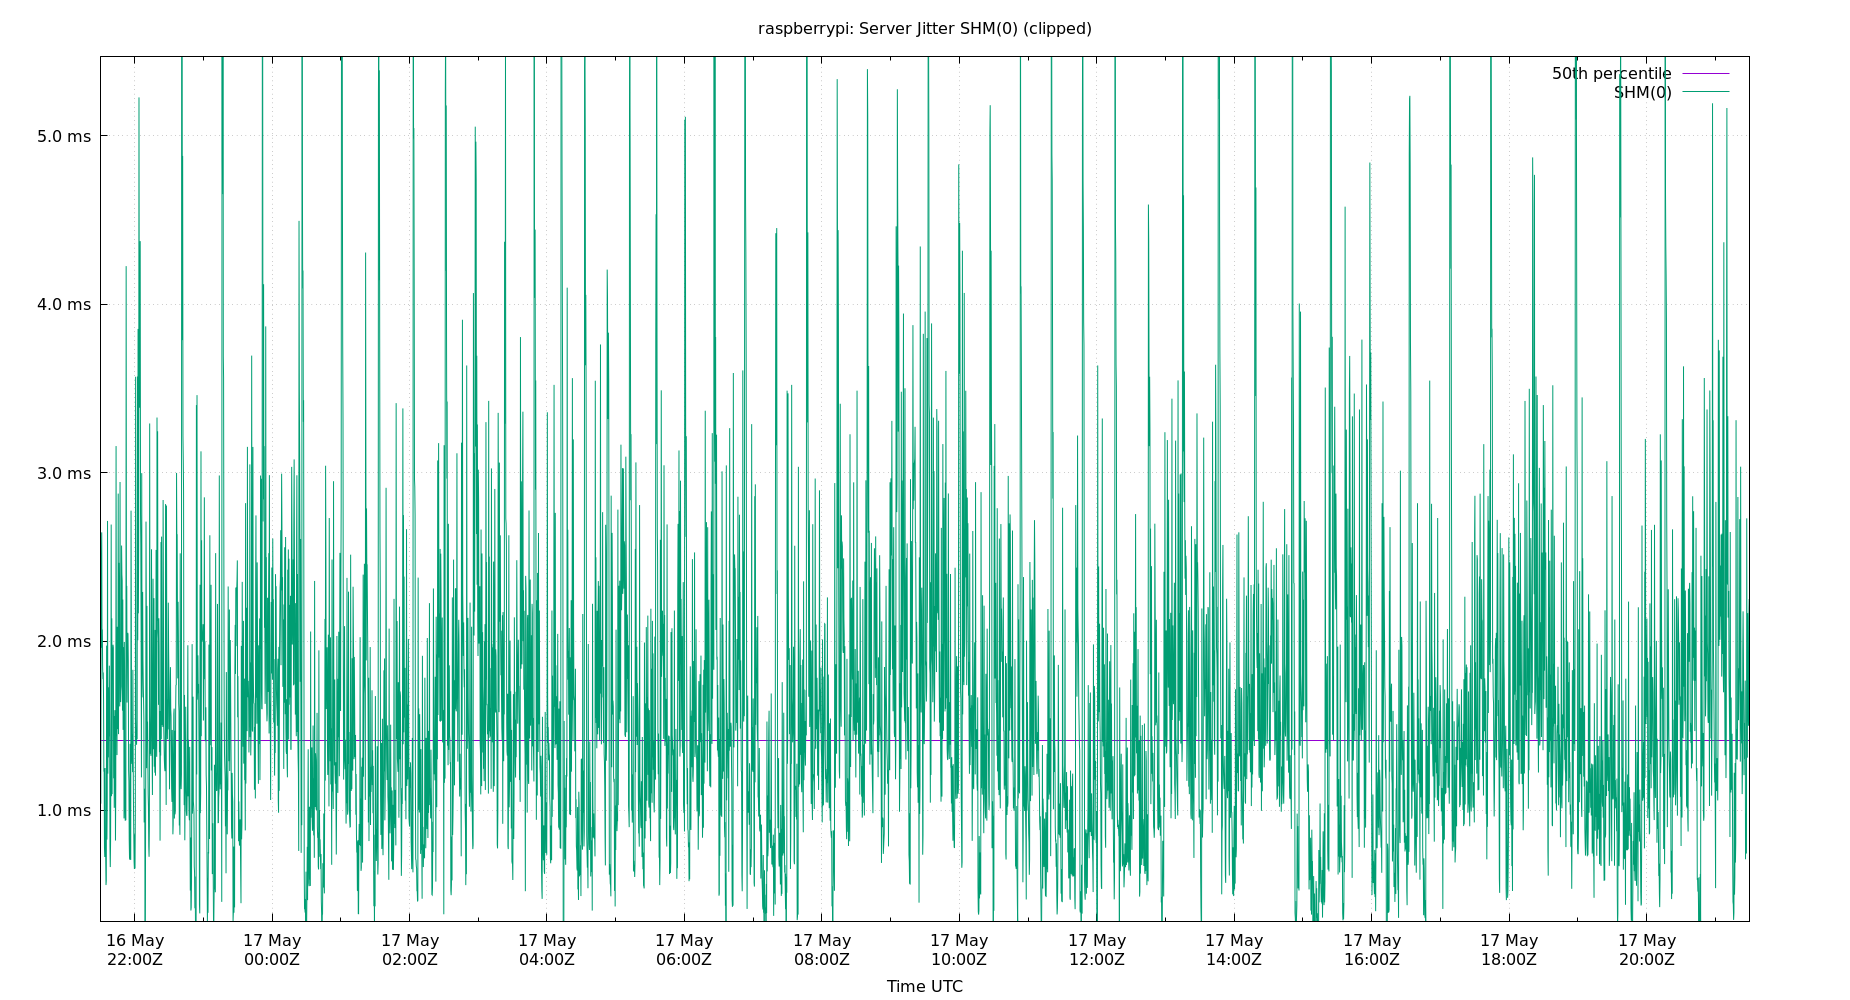 raspberrypi: Server Jitter SHM(0) (clipped)
50th percentile
SHM(0)
5.0 ms
4.0 ms
3.0 ms
2.0 ms
1.0 ms
16 May 17 May 17 May 17 May 17 May 17 May 17 May 17 May 17 May 17 May 17 May 17 May
22:00Z 00:00Z 02:00Z 04:00Z 06:00Z 08:00Z 10:00Z 12:00Z 14:00Z 16:00Z 18:00Z 20:00Z
Time UTC